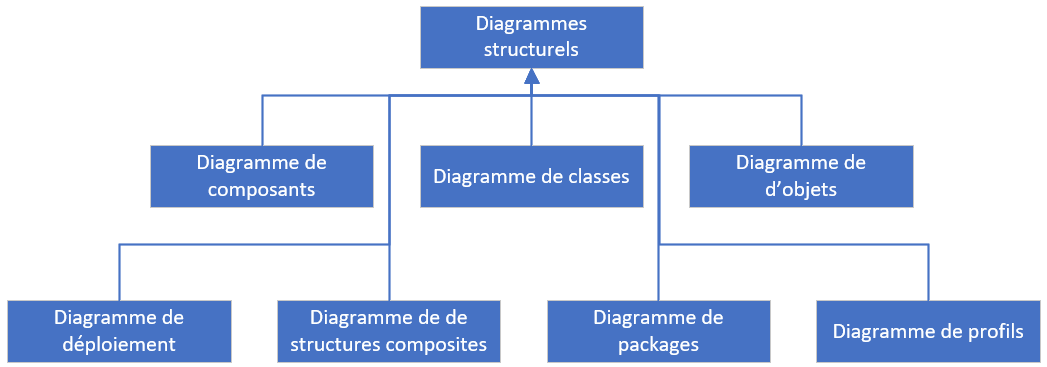 Diagrammes
structurels
Diagramme de
composants
Diagramme de classes
Diagramme de
d’objets
Diagramme de
déploiement
Diagramme de de
structures composites
Diagramme de
packages
Diagramme de profils